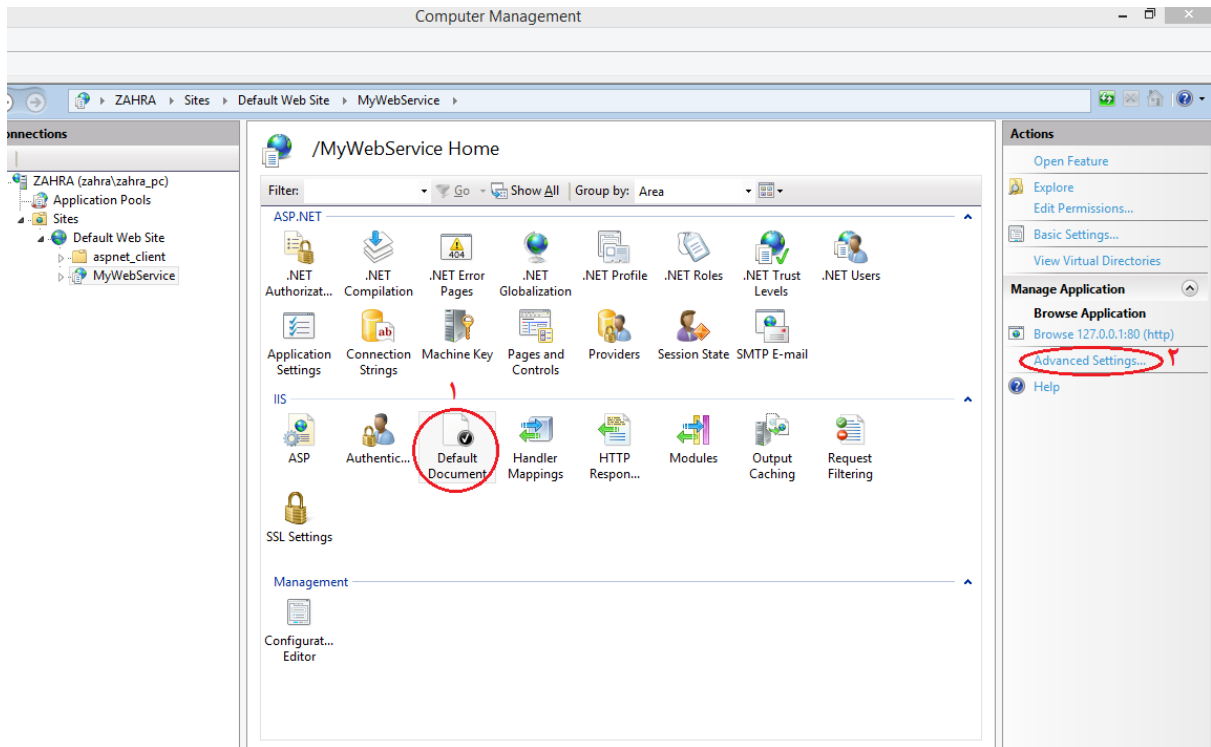 Computer Management
ZAHRA Sites Default Web Site MyWebService
onnections
ZAHRA (zahra\zahra_pc)
Application Pools
Sites
Default Web Site
aspnet_client
MyWebService
/MyWebService Home
Filter: Go Show All Group by: Area
ASP.NET
.NET Authorizat...
.NET Compilation
.NET Error Pages
.NET Globalization
.NET Profile
.NET Roles
.NET Trust Levels
.NET Users
Application Settings
Connection Strings
Machine Key
Pages and Controls
Providers
Session State
SMTP E-mail
IIS
۱
ASP
Authentic...
Default Document
Handler Mappings
HTTP Respon...
Modules
Output Caching
Request Filtering
SSL Settings
Management
Configurat... Editor
Actions
Open Feature
Explore
Edit Permissions...
Basic Settings...
View Virtual Directories
Manage Application
Browse Application
Browse 127.0.0.1:80 (http)
Advanced Settings... ۲
Help